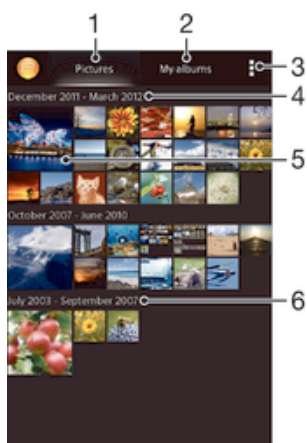 1
2
Pictures
My albums
3
December 2011 - March 2012
4
5
October 2007 - June 2010
July 2003 - September 2007
6